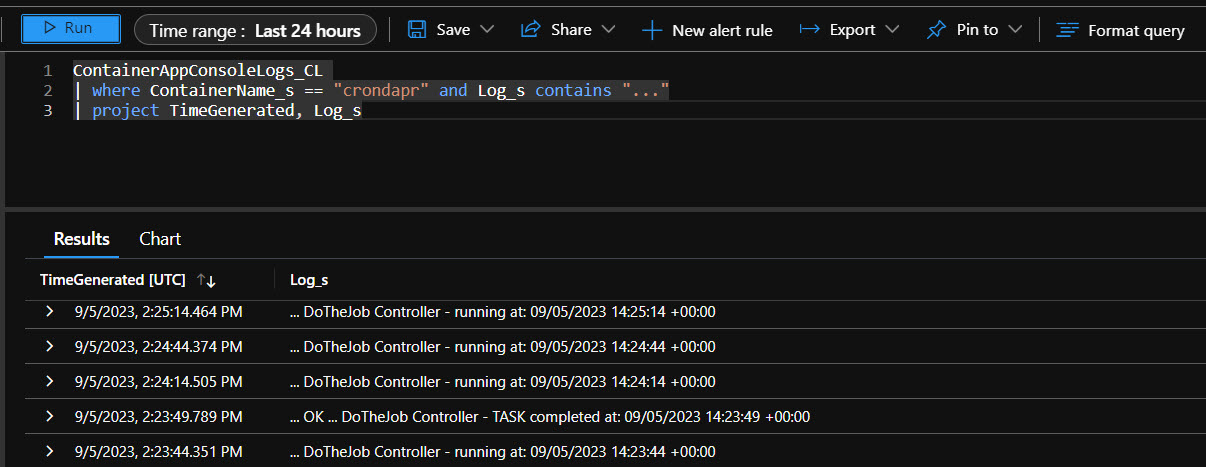 Run Time range : Last 24 hours Save Share New alert rule Export Pin to Format query
1 ContainerAppConsoleLogs_CL
2 | where ContainerName_s == "crondapr" and Log_s contains "..."
3 | project TimeGenerated, Log_s
Results Chart
TimeGenerated [UTC] Log_s
9/5/2023, 2:25:14.464 PM ... DoTheJob Controller - running at: 09/05/2023 14:25:14 +00:00
9/5/2023, 2:24:44.374 PM ... DoTheJob Controller - running at: 09/05/2023 14:24:44 +00:00
9/5/2023, 2:24:14.505 PM ... DoTheJob Controller - running at: 09/05/2023 14:24:14 +00:00
9/5/2023, 2:23:49.789 PM ... OK ... DoTheJob Controller - TASK completed at: 09/05/2023 14:23:49 +00:00
9/5/2023, 2:23:44.351 PM ... DoTheJob Controller - running at: 09/05/2023 14:23:44 +00:00